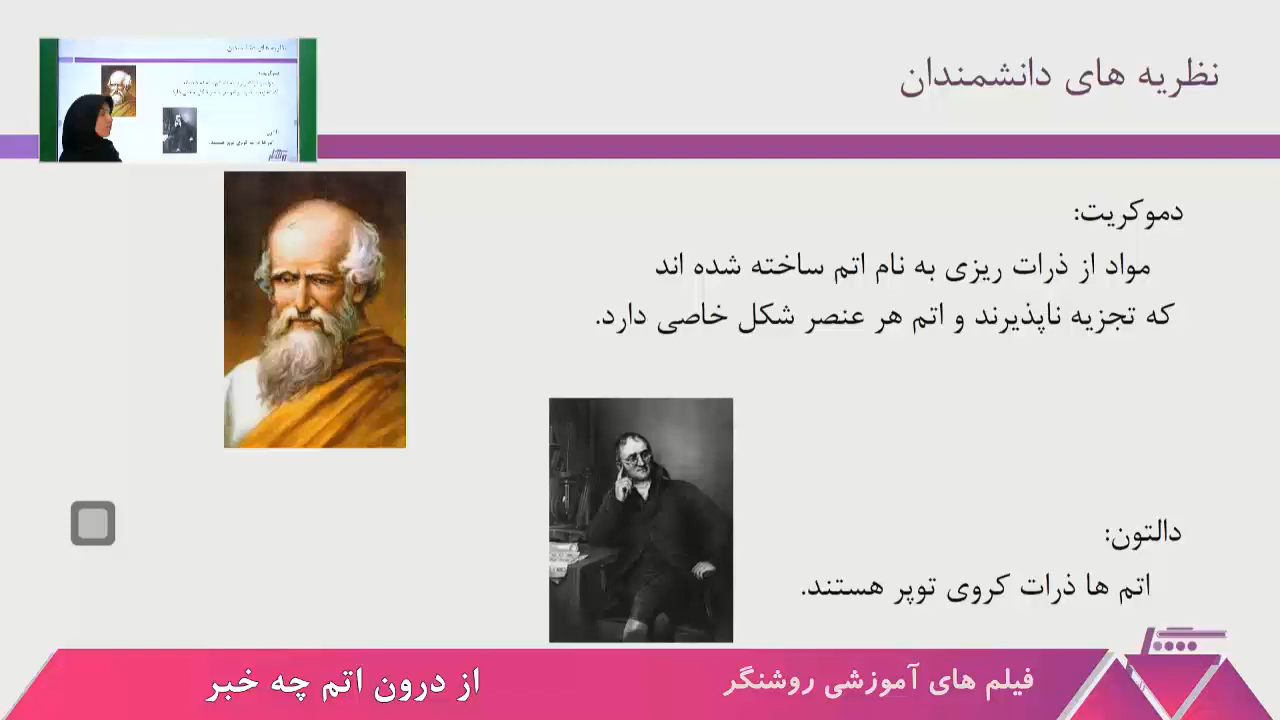 نظریه های دانشمندان
دموکریت:
مواد از ذرات ریزی به نام اتم ساخته شده اند
که تجزیه ناپذیرند و اتم هر عنصر شکل خاصی دارد.
دالتون:
اتم ها ذرات کروی توپر هستند.
فیلم های آموزشی روشنگر
از درون اتم چه خبر